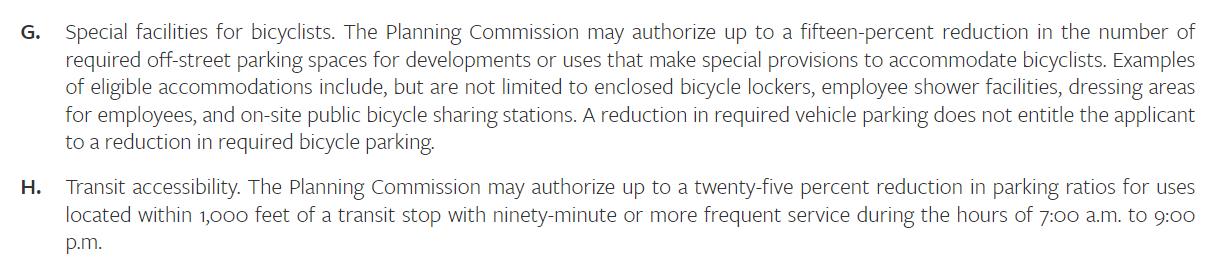 G. Special facilities for bicyclists. The Planning Commission may authorize up to a fifteen-percent reduction in the number of
required off-street parking spaces for developments or uses that make special provisions to accommodate bicyclists. Examples
of eligible accommodations include, but are not limited to enclosed bicycle lockers, employee shower facilities, dressing areas
for employees, and on-site public bicycle sharing stations. A reduction in required vehicle parking does not entitle the applicant
to a reduction in required bicycle parking.
H. Transit accessibility. The Planning Commission may authorize up to a twenty-five percent reduction in parking ratios for uses
located within 1,000 feet of a transit stop with ninety-minute or more frequent service during the hours of 7:00 a.m. to 9:00
p.m.